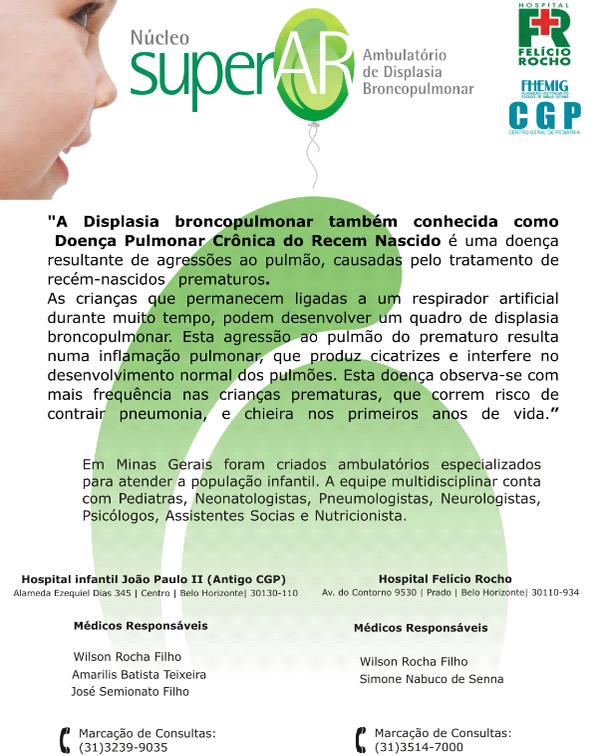 Núcleo
superAR
Ambulatório
de Displasia
Broncopulmonar
HOSPITAL
FR
FELÍCIO
ROCHO
FHEMIG
CGP
CENTRO GERAL DE PEDIATRIA
"A Displasia broncopulmonar também conhecida como
Doença Pulmonar Crônica do Recem Nascido é uma doença
resultante de agressões ao pulmão, causadas pelo tratamento de
recém-nascidos prematuros.
As crianças que permanecem ligadas a um respirador artificial
durante muito tempo, podem desenvolver um quadro de displasia
broncopulmonar. Esta agressão ao pulmão do prematuro resulta
numa inflamação pulmonar, que produz cicatrizes e interfere no
desenvolvimento normal dos pulmões. Esta doença observa-se com
mais frequência nas crianças prematuras, que correm risco de
contrair pneumonia, e chieira nos primeiros anos de vida.”
Em Minas Gerais foram criados ambulatórios especializados
para atender a população infantil. A equipe multidisciplinar conta
com Pediatras, Neonatologistas, Pneumologistas, Neurologistas,
Psicólogos, Assistentes Socias e Nutricionista.
Hospital infantil João Paulo II (Antigo CGP)
Alameda Ezequiel Dias 345 | Centro | Belo Horizonte| 30130-110
Médicos Responsáveis
Wilson Rocha Filho
Amarilis Batista Teixeira
José Semionato Filho
Marcação de Consultas:
(31)3239-9035
Hospital Felício Rocho
Av. do Contorno 9530 | Prado | Belo Horizonte| 30110-934
Médicos Responsáveis
Wilson Rocha Filho
Simone Nabuco de Senna
Marcação de Consultas:
(31)3514-7000